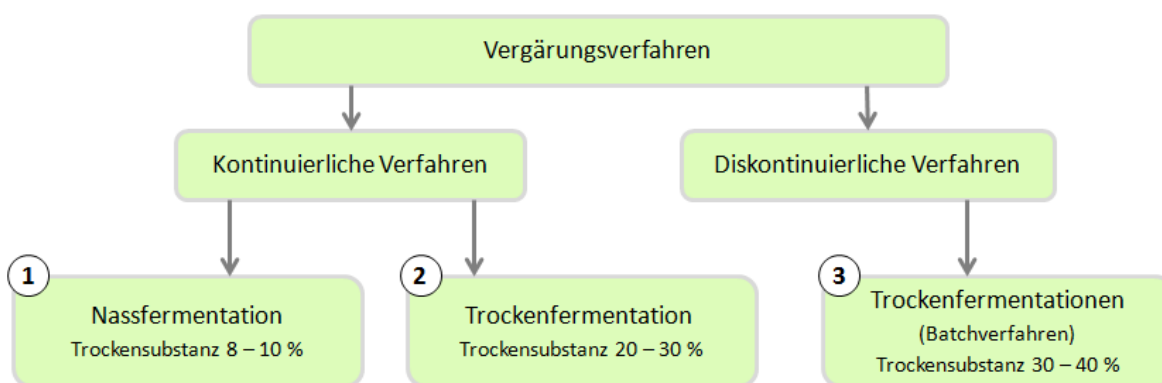 Vergärungsverfahren
Kontinuierliche Verfahren
Diskontinuierliche Verfahren
1
Nassfermentation
Trockensubstanz 8 – 10 %
2
Trockenfermentation
Trockensubstanz 20 – 30 %
3
Trockenfermentationen
(Batchverfahren)
Trockensubstanz 30 – 40 %